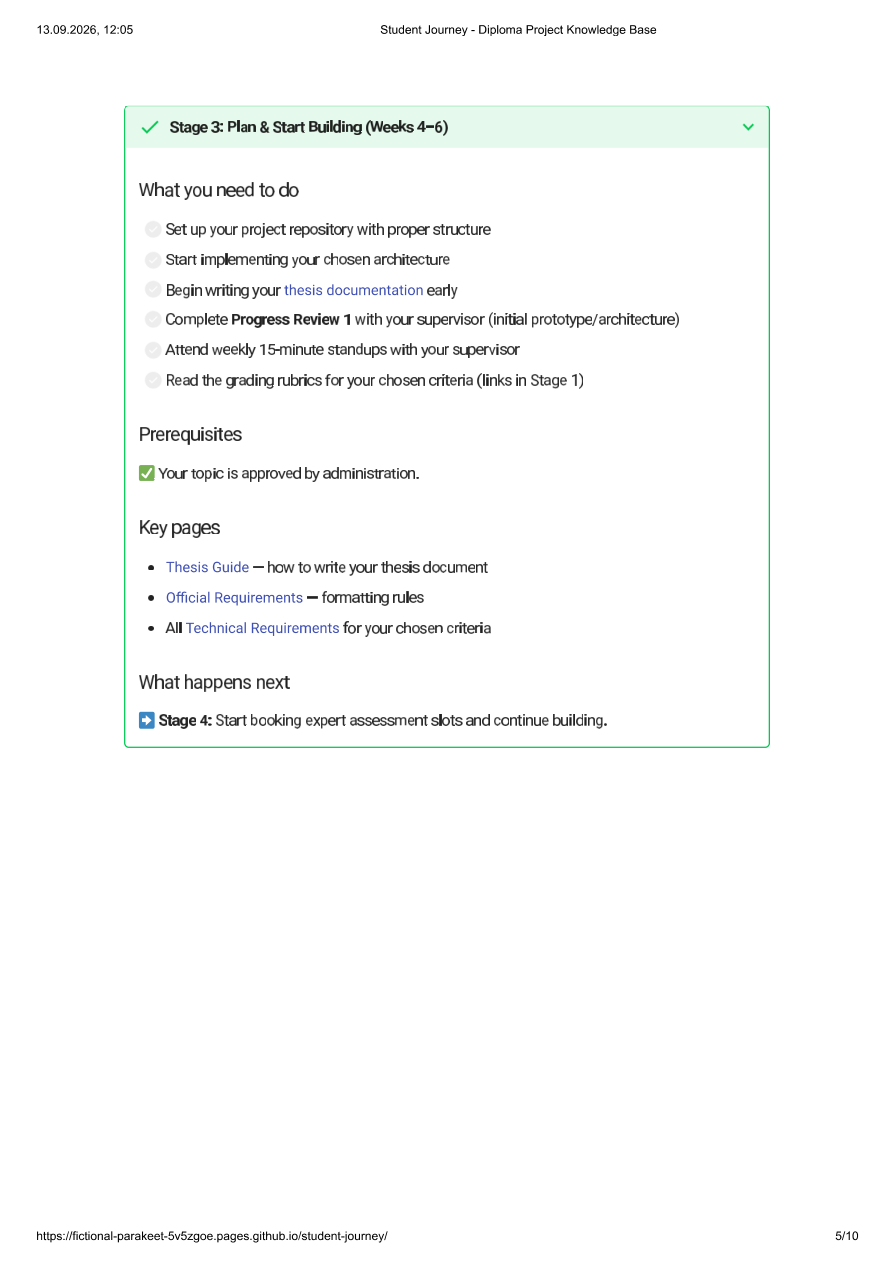 13.09.2026, 12:05
Student Journey - Diploma Project Knowledge Base
Stage 3: Plan & Start Building (Weeks 4–6)
What you need to do
Set up your project repository with proper structure
Start implementing your chosen architecture
Begin writing your thesis documentation early
Complete Progress Review 1 with your supervisor (initial prototype/architecture)
Attend weekly 15-minute standups with your supervisor
Read the grading rubrics for your chosen criteria (links in Stage 1)
Prerequisites
✅ Your topic is approved by administration.
Key pages
• Thesis Guide — how to write your thesis document
• Official Requirements — formatting rules
• All Technical Requirements for your chosen criteria
What happens next
➡️ Stage 4: Start booking expert assessment slots and continue building.
https://fictional-parakeet-5v5zgoe.pages.github.io/student-journey/
5/10